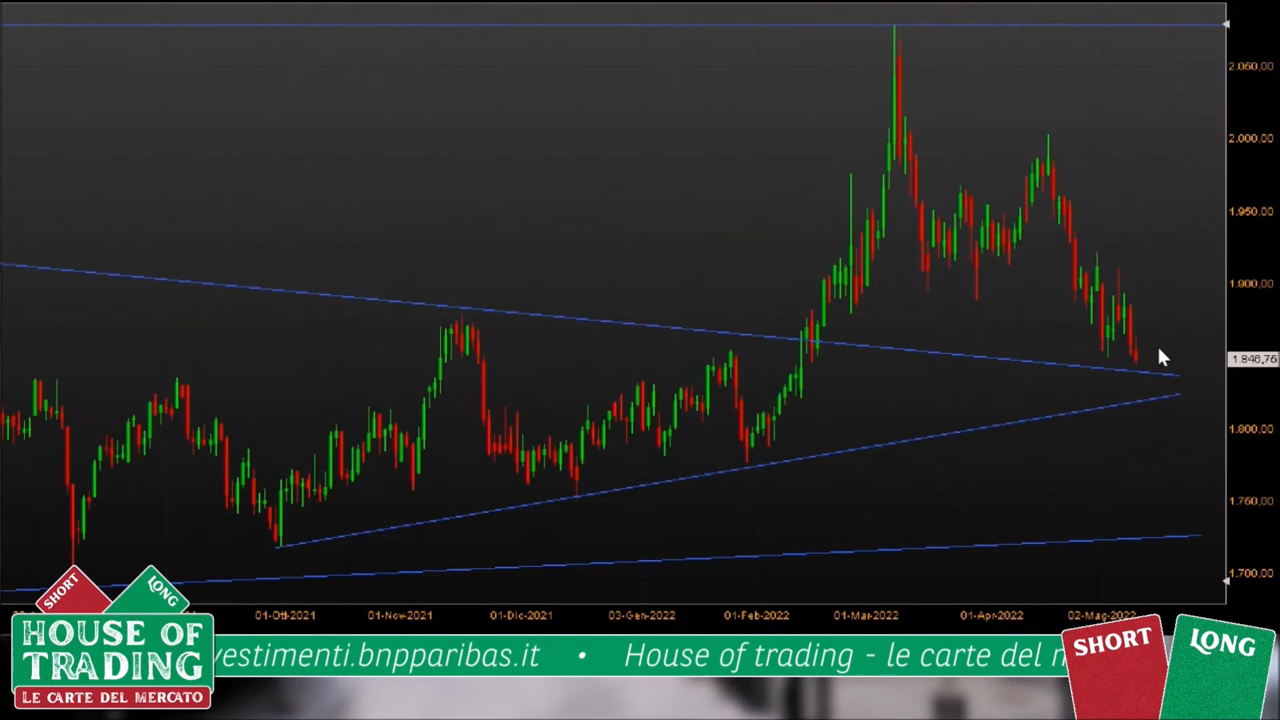 2.050,00
2.000,00
1.950,00
1.900,00
1.846,76
1.800,00
1.750,00
1.700,00
01-Ott-2021 01-Nov-2021 01-Dic-2021 03-Gen-2022 01-Feb-2022 01-Mar-2022 01-Apr-2022 02-Mag-2022
SHORT LONG
HOUSE OF
TRADING
LE CARTE DEL MERCATO
vestimenti.bnpparibas.it • House of trading - le carte del m
SHORT LONG